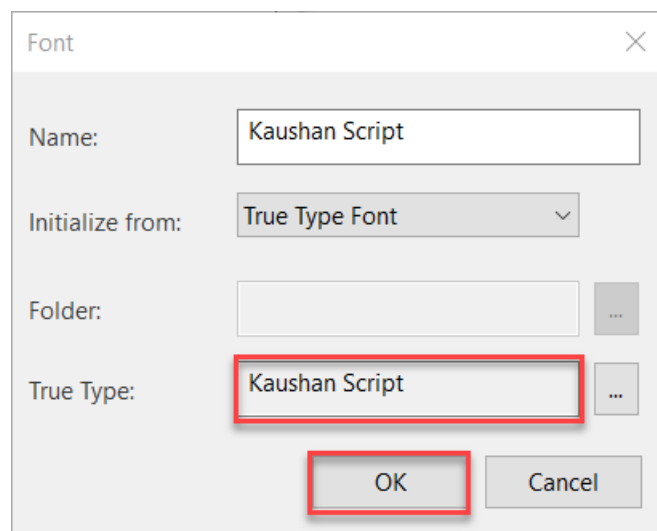 Font
Name: Kaushan Script
Initialize from: True Type Font
Folder: ...
True Type: Kaushan Script ...
OK Cancel